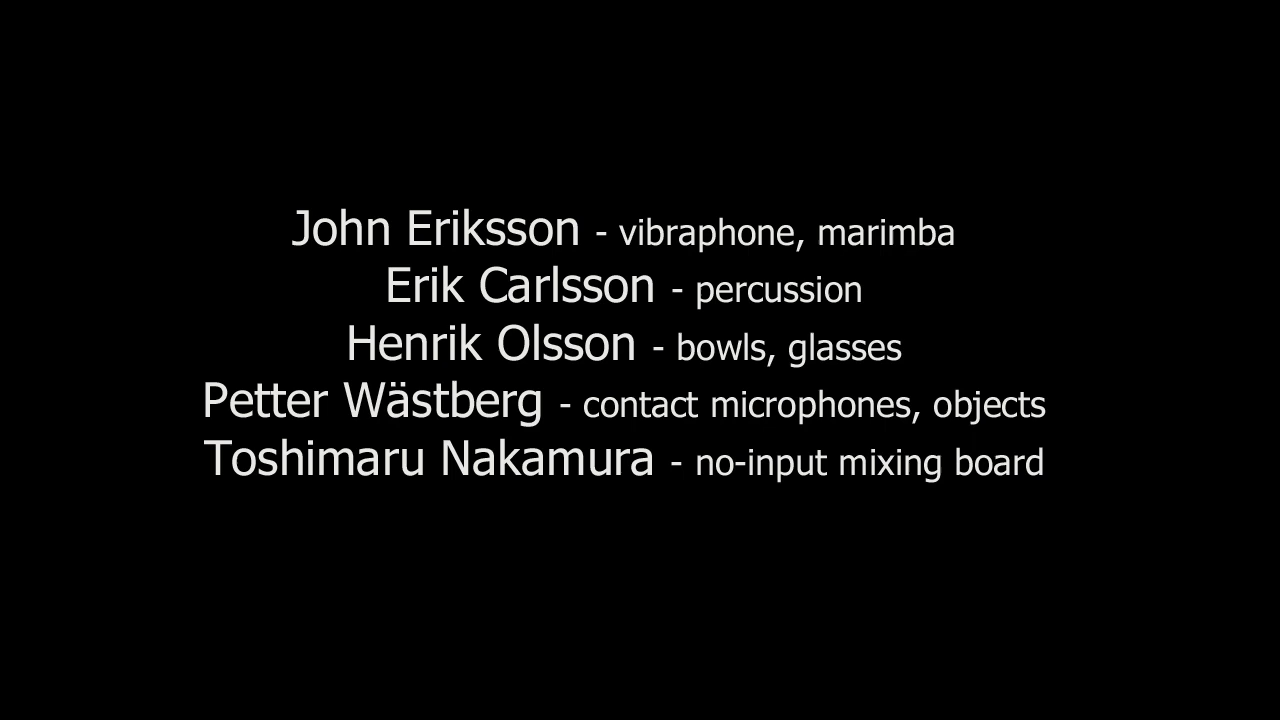 John Eriksson - vibraphone, marimba
Erik Carlsson - percussion
Henrik Olsson - bowls, glasses
Petter Wästberg - contact microphones, objects
Toshimaru Nakamura - no-input mixing board